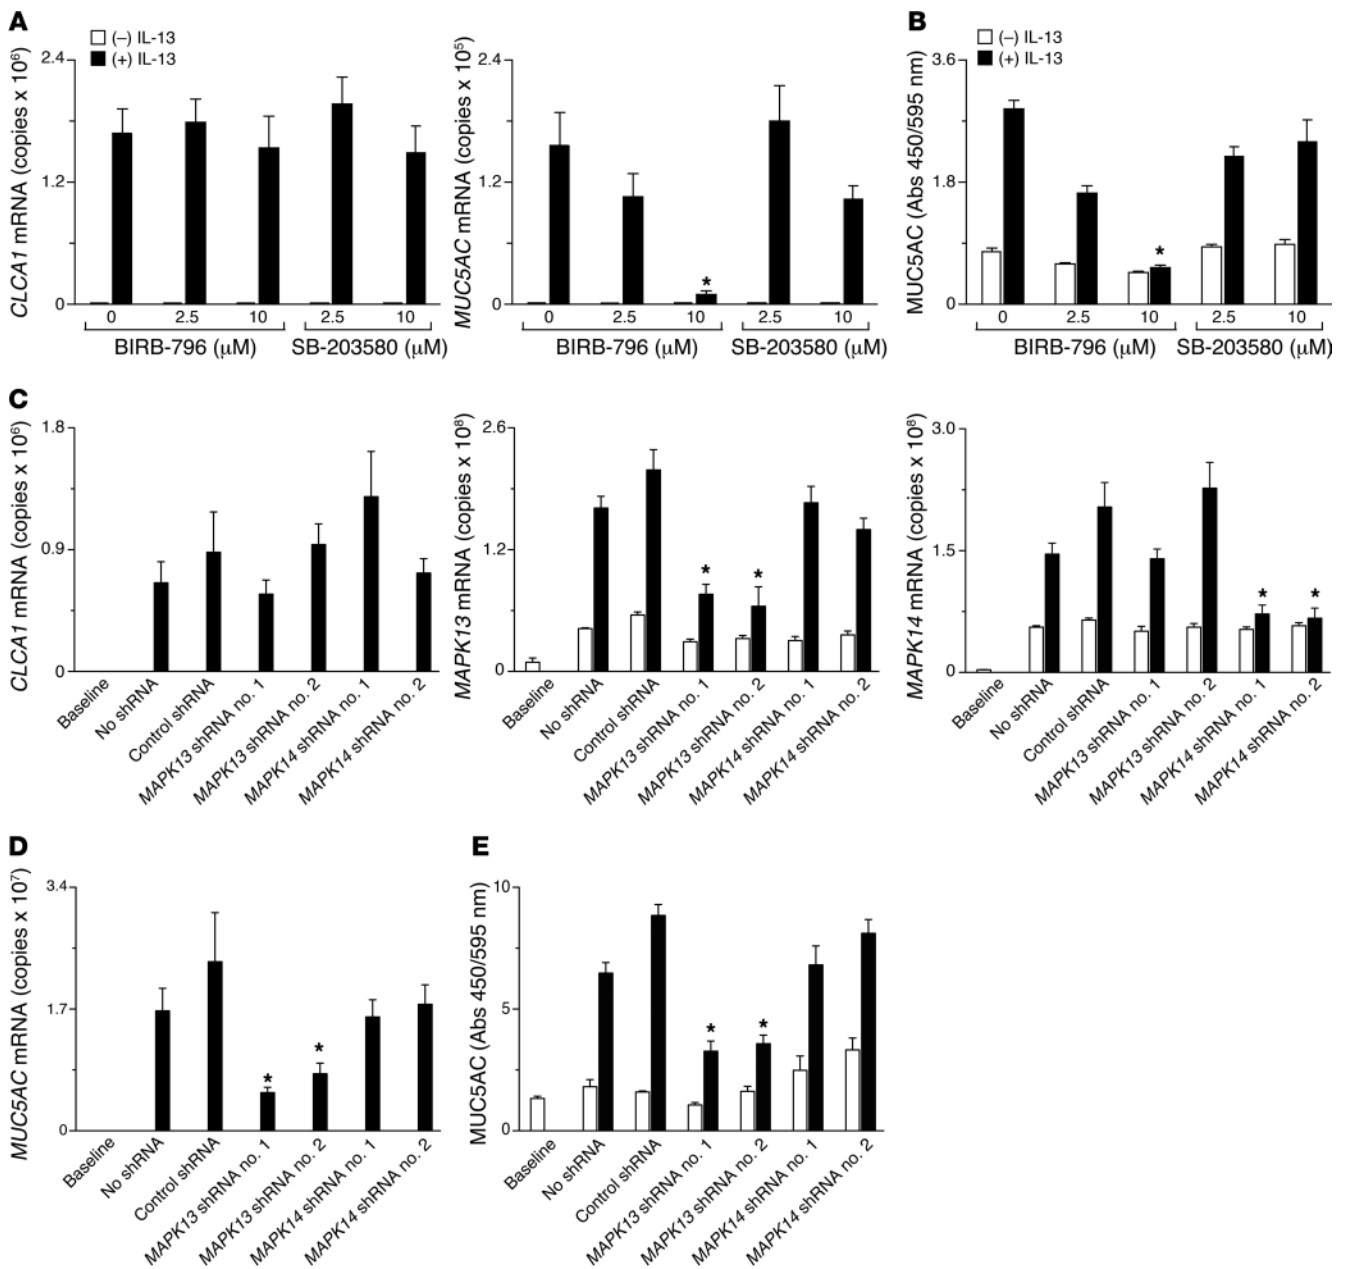 A
(–) IL-13
(+) IL-13
CLCA1 mRNA (copies x 10⁶)
2.4
1.2
0
0 2.5 10 2.5 10
BIRB-796 (μM) SB-203580 (μM)
MUC5AC mRNA (copies x 10⁵)
2.4
1.2
0
0 2.5 10 2.5 10
*
BIRB-796 (μM) SB-203580 (μM)
B
(–) IL-13
(+) IL-13
MUC5AC (Abs 450/595 nm)
3.6
1.8
0
*
0 2.5 10 2.5 10
BIRB-796 (μM) SB-203580 (μM)
C
CLCA1 mRNA (copies x 10⁶)
1.8
0.9
0
Baseline
No shRNA
Control shRNA
MAPK13 shRNA no. 1
MAPK13 shRNA no. 2
MAPK14 shRNA no. 1
MAPK14 shRNA no. 2
MAPK13 mRNA (copies x 10⁸)
2.6
1.2
0
* *
Baseline
No shRNA
Control shRNA
MAPK13 shRNA no. 1
MAPK13 shRNA no. 2
MAPK14 shRNA no. 1
MAPK14 shRNA no. 2
MAPK14 mRNA (copies x 10⁸)
3.0
1.5
0
* *
Baseline
No shRNA
Control shRNA
MAPK13 shRNA no. 1
MAPK13 shRNA no. 2
MAPK14 shRNA no. 1
MAPK14 shRNA no. 2
D
MUC5AC mRNA (copies x 10⁷)
3.4
1.7
0
* *
Baseline
No shRNA
Control shRNA
MAPK13 shRNA no. 1
MAPK13 shRNA no. 2
MAPK14 shRNA no. 1
MAPK14 shRNA no. 2
E
MUC5AC (Abs 450/595 nm)
10
5
0
* *
Baseline
No shRNA
Control shRNA
MAPK13 shRNA no. 1
MAPK13 shRNA no. 2
MAPK14 shRNA no. 1
MAPK14 shRNA no. 2